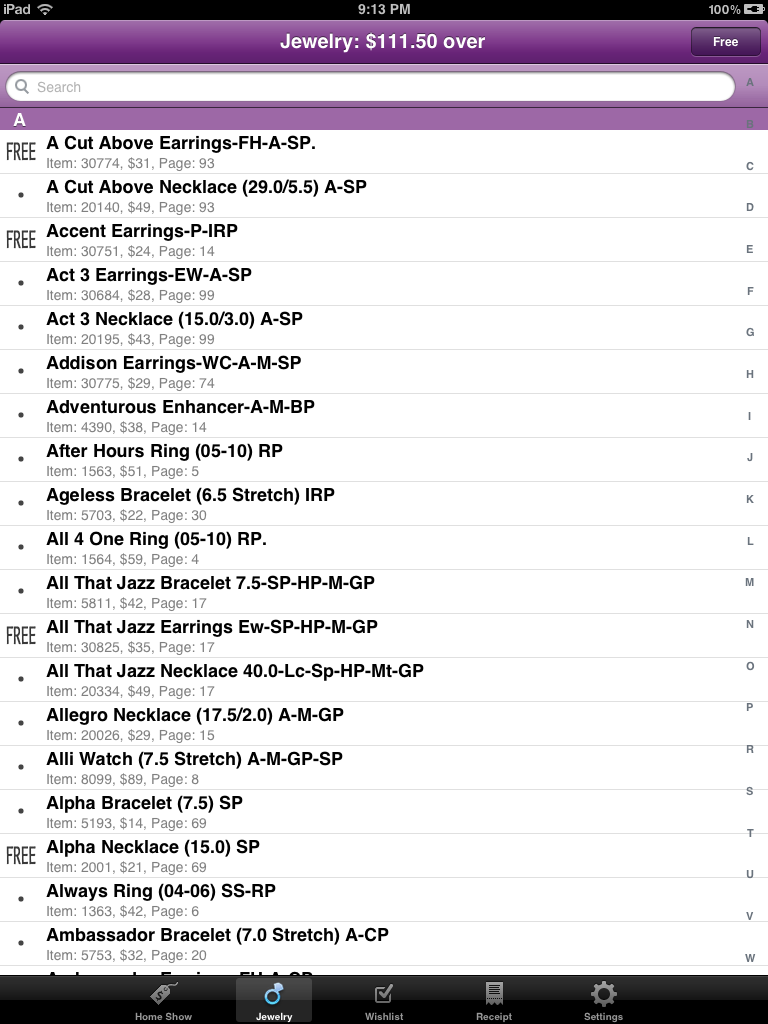 iPad 9:13 PM 100%
Jewelry: $111.50 over Free
Search
A
A Cut Above Earrings-FH-A-SP.
FREE
Item: 30774, $31, Page: 93
A Cut Above Necklace (29.0/5.5) A-SP
Item: 20140, $49, Page: 93
Accent Earrings-P-IRP
FREE
Item: 30751, $24, Page: 14
Act 3 Earrings-EW-A-SP
Item: 30684, $28, Page: 99
Act 3 Necklace (15.0/3.0) A-SP
Item: 20195, $43, Page: 99
Addison Earrings-WC-A-M-SP
Item: 30775, $29, Page: 74
Adventurous Enhancer-A-M-BP
Item: 4390, $38, Page: 14
After Hours Ring (05-10) RP
Item: 1563, $51, Page: 5
Ageless Bracelet (6.5 Stretch) IRP
Item: 5703, $22, Page: 30
All 4 One Ring (05-10) RP.
Item: 1564, $59, Page: 4
All That Jazz Bracelet 7.5-SP-HP-M-GP
Item: 5811, $42, Page: 17
All That Jazz Earrings Ew-SP-HP-M-GP
FREE
Item: 30825, $35, Page: 17
All That Jazz Necklace 40.0-Lc-Sp-HP-Mt-GP
Item: 20334, $49, Page: 17
Allegro Necklace (17.5/2.0) A-M-GP
Item: 20026, $29, Page: 15
Alli Watch (7.5 Stretch) A-M-GP-SP
Item: 8099, $89, Page: 8
Alpha Bracelet (7.5) SP
Item: 5193, $14, Page: 69
Alpha Necklace (15.0) SP
FREE
Item: 2001, $21, Page: 69
Always Ring (04-06) SS-RP
Item: 1363, $42, Page: 6
Ambassador Bracelet (7.0 Stretch) A-CP
Item: 5753, $32, Page: 20
A
B
C
D
E
F
G
H
I
J
K
L
M
N
O
P
R
S
T
U
V
W
Home Show Jewelry Wishlist Receipt Settings